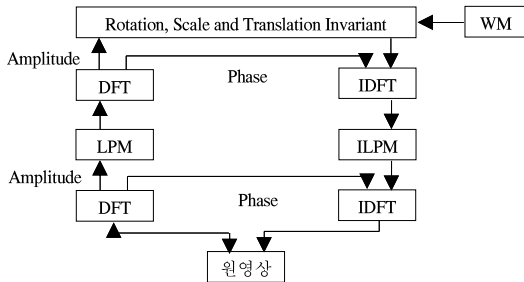 Rotation, Scale and Translation Invariant
WM
Amplitude
DFT
Phase
IDFT
LPM
ILPM
Amplitude
DFT
Phase
IDFT
원영상